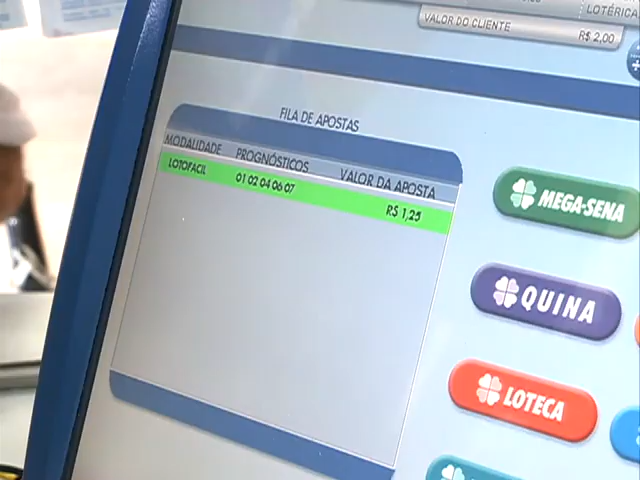 LOTÉRICA
VALOR DO CLIENTE R$ 2,00
FILA DE APOSTAS
MODALIDADE PROGNÓSTICOS VALOR DA APOSTA
LOTOFACIL 01 02 04 06 07 R$ 1,25
MEGA-SENA
QUINA
LOTECA